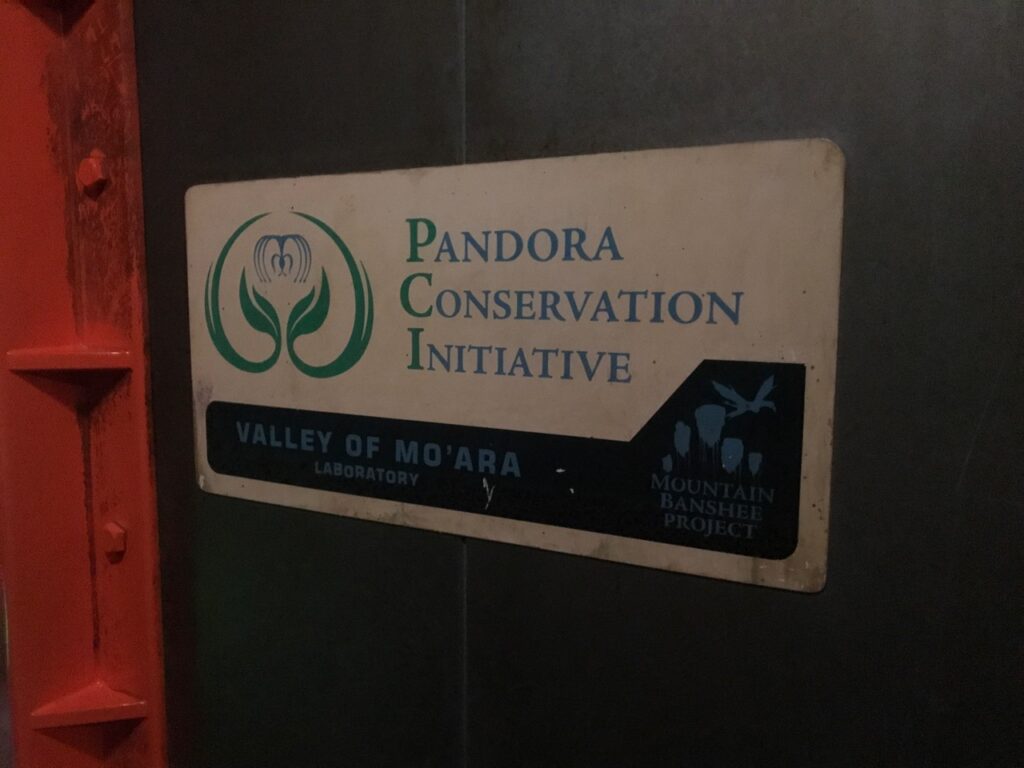 PANDORA
CONSERVATION
INITIATIVE
VALLEY OF MO'ARA
LABORATORY
MOUNTAIN
BANSHEE
PROJECT